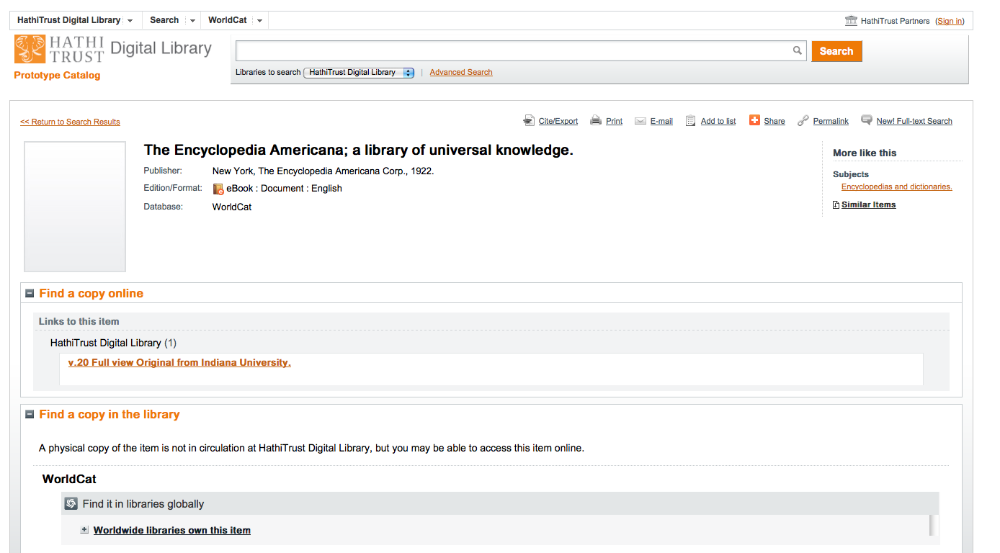 HathiTrust Digital Library Search WorldCat HathiTrust Partners (Sign in)
HATHI TRUST Digital Library
Prototype Catalog
Search
Libraries to search HathiTrust Digital Library | Advanced Search
<< Return to Search Results Cite/Export Print E-mail Add to list Share Permalink New! Full-text Search
The Encyclopedia Americana; a library of universal knowledge.
Publisher: New York, The Encyclopedia Americana Corp., 1922.
Edition/Format: eBook : Document : English
Database: WorldCat
More like this
Subjects
Encyclopedias and dictionaries.
Similar Items
Find a copy online
Links to this item
HathiTrust Digital Library (1)
v.20 Full view Original from Indiana University.
Find a copy in the library
A physical copy of the item is not in circulation at HathiTrust Digital Library, but you may be able to access this item online.
WorldCat
Find it in libraries globally
Worldwide libraries own this item